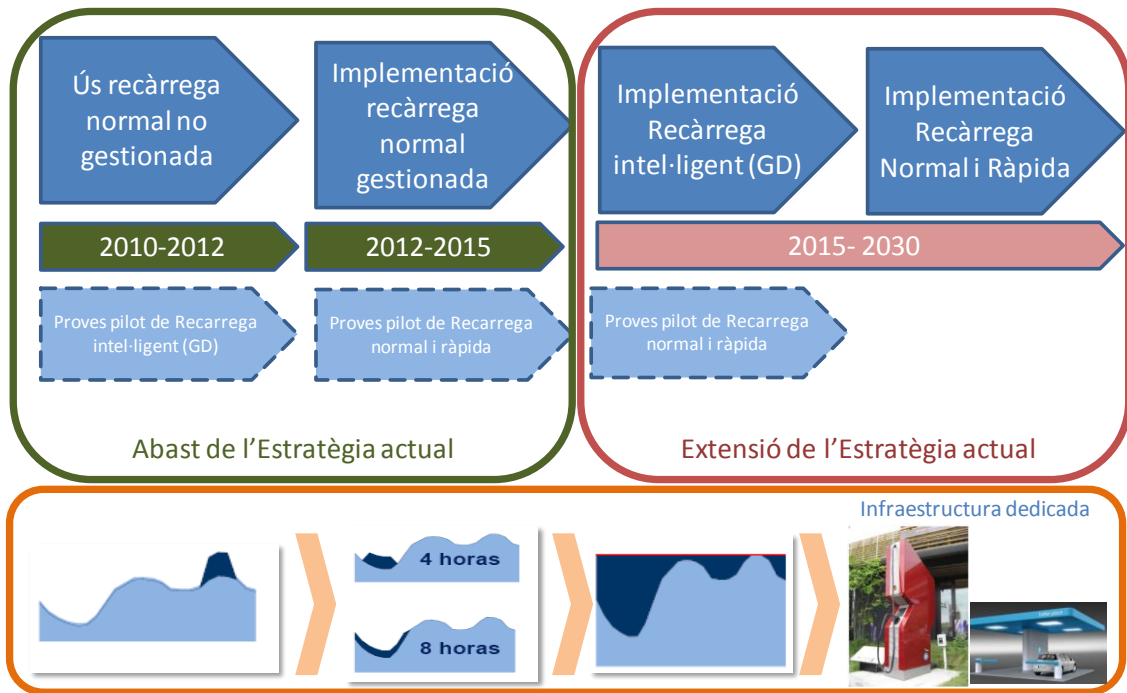 Ús recàrrega
normal no
gestionada
Implementació
recàrrega
normal
gestionada
Implementació
Recàrrega
intel·ligent (GD)
Implementació
Recàrrega
Normal i Ràpida
2010-2012
2012-2015
2015- 2030
Proves pilot de Recarrega
intel·ligent (GD)
Proves pilot de Recarrega
normal i ràpida
Proves pilot de Recarrega
normal i ràpida
Abast de l’Estratègia actual
Extensió de l’Estratègia actual
Infraestructura dedicada
4 horas
8 horas